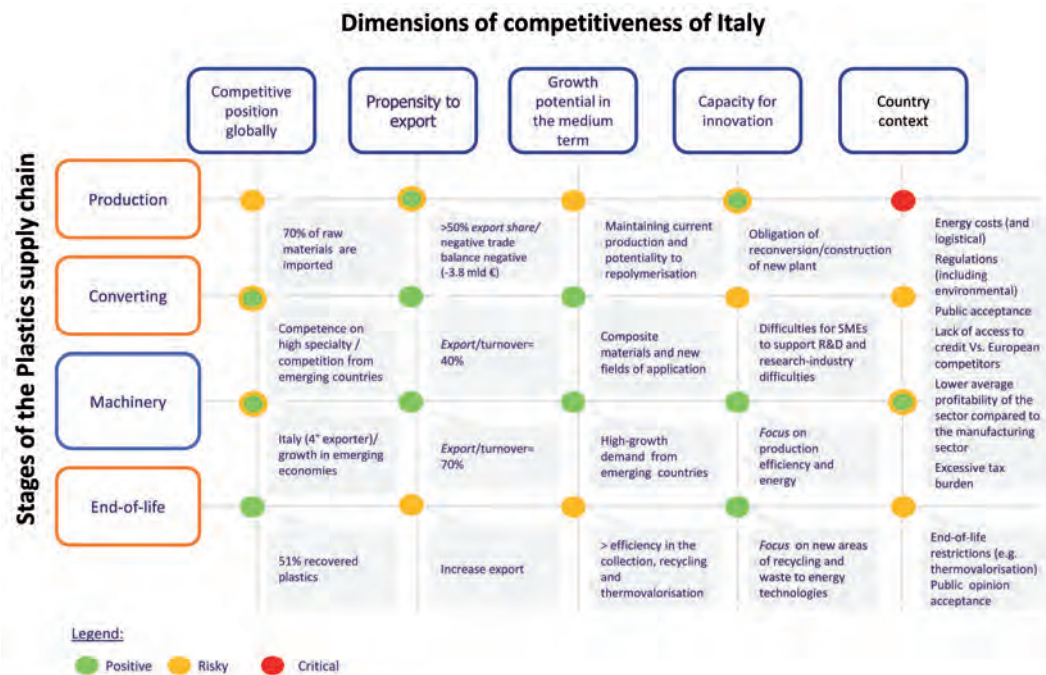 Dimensions of competitiveness of Italy
Stages of the Plastics supply chain
Competitive
position
globally
Propensity to
export
Growth
potential in
the medium
term
Capacity for
innovation
Country
context
Production
70% of raw
materials are
imported
>50% export share/
negative trade
balance negative
(-3.8 mld €)
Maintaining current
production and
potentiality to
repolymerisation
Obligation of
reconversion/construction
of new plant
Energy costs (and
logistical)
Regulations
(including
environmental)
Public acceptance
Lack of access to
credit Vs. European
competitors
Lower average
profitability of the
sector compared to
the manufacturing
sector
Excessive tax
burden
Converting
Competence on
high specialty /
competition from
emerging countries
Export/turnover=
40%
Composite
materials and new
fields of application
Difficulties for SMEs
to support R&D and
research-industry
difficulties
Machinery
Italy (4° exporter)/
growth in emerging
economies
Export/turnover=
70%
High-growth
demand from
emerging countries
Focus on
production
efficiency and
energy
End-of-life
51% recovered
plastics
Increase export
> efficiency in the
collection, recycling
and
thermovalorisation
Focus on new areas
of recycling and
waste to energy
technologies
End-of-life
restrictions (e.g.
thermovalorisation)
Public opinion
acceptance
Legend:
Positive
Risky
Critical